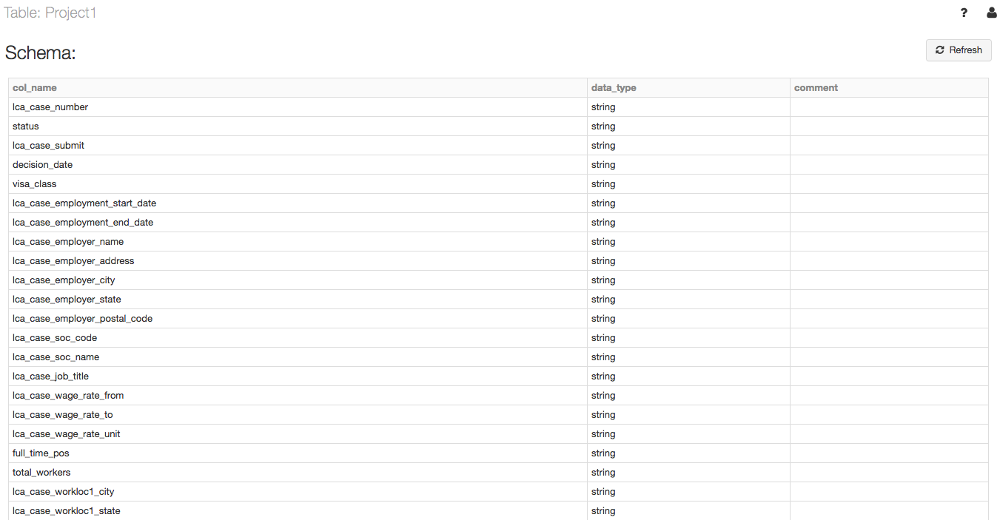 Table: Project1
?
Schema:
Refresh
col_name data_type comment
lca_case_number string
status string
lca_case_submit string
decision_date string
visa_class string
lca_case_employment_start_date string
lca_case_employment_end_date string
lca_case_employer_name string
lca_case_employer_address string
lca_case_employer_city string
lca_case_employer_state string
lca_case_employer_postal_code string
lca_case_soc_code string
lca_case_soc_name string
lca_case_job_title string
lca_case_wage_rate_from string
lca_case_wage_rate_to string
lca_case_wage_rate_unit string
full_time_pos string
total_workers string
lca_case_workloc1_city string
lca_case_workloc1_state string